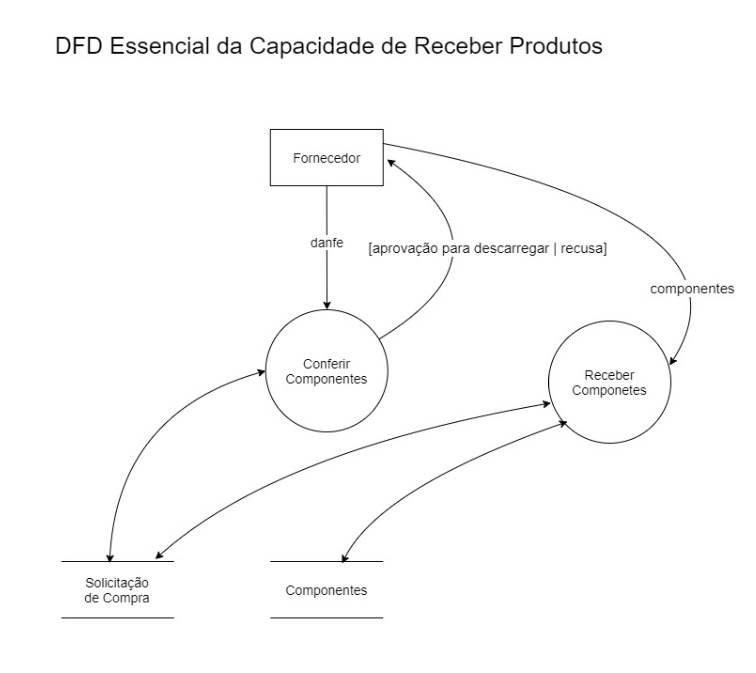 DFD Essencial da Capacidade de Receber Produtos
Fornecedor
danfe
[aprovação para descarregar | recusa]
componentes
Conferir
Componentes
Receber
Componetes
Solicitação
de Compra
Componentes